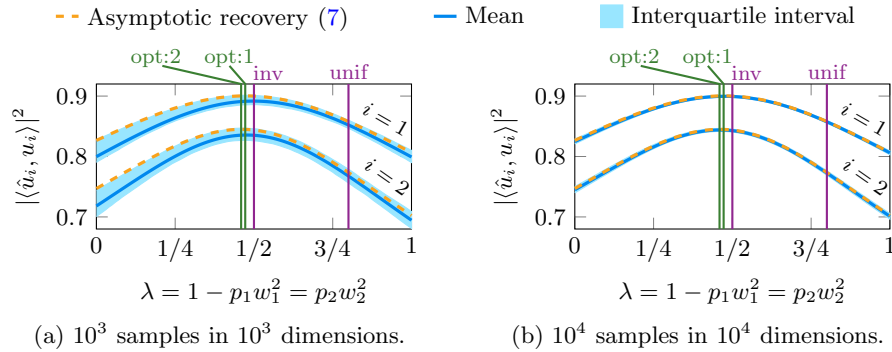 Asymptotic recovery (7) Mean Interquartile interval
opt:2 opt:1 inv unif
0.9
0.8
0.7
|⟨û_i, u_i⟩|²
i = 1
i = 2
0 1/4 1/2 3/4 1
λ = 1 − p₁w₁² = p₂w₂²
(a) 10³ samples in 10³ dimensions.
opt:2 opt:1 inv unif
0.9
0.8
0.7
|⟨û_i, u_i⟩|²
i = 1
i = 2
0 1/4 1/2 3/4 1
λ = 1 − p₁w₁² = p₂w₂²
(b) 10⁴ samples in 10⁴ dimensions.